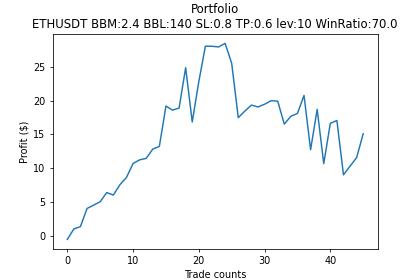 Portfolio
ETHUSDT BBM:2.4 BBL:140 SL:0.8 TP:0.6 lev:10 WinRatio:70.0
25
20
15
10
5
0
Profit ($)
0 10 20 30 40
Trade counts